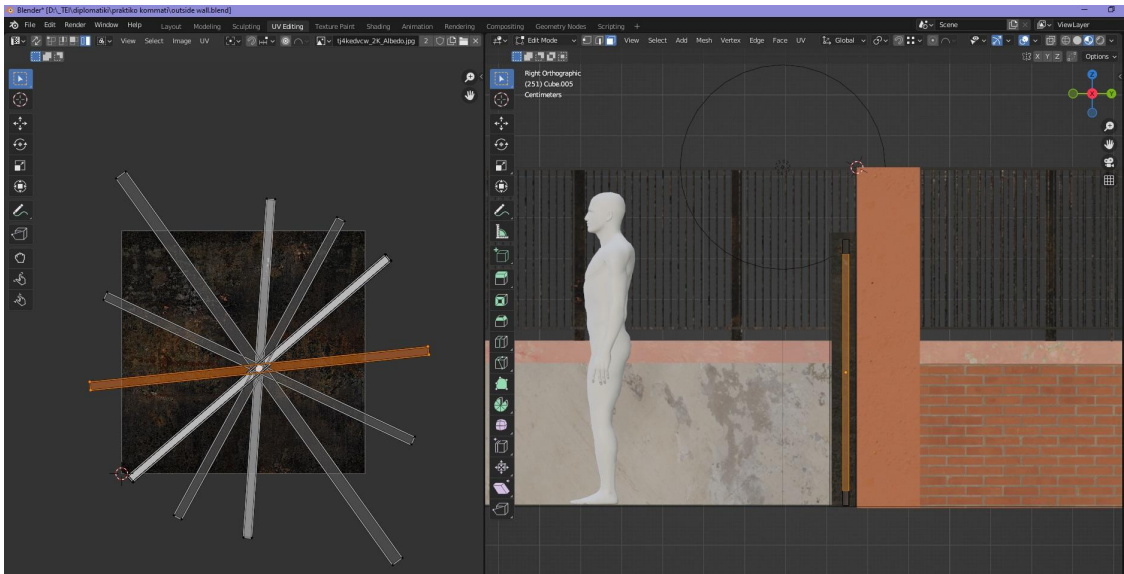 Blender* [D:\_TEI\diplomatiki\praktiko kommati\outside wall.blend]
File Edit Render Window Help Layout Modeling Sculpting UV Editing Texture Paint Shading Animation Rendering Compositing Geometry Nodes Scripting + Scene ViewLayer
View Select Image UV tj4kedvcw_2K_Albedo.jpg 2 Edit Mode View Select Add Mesh Vertex Edge Face UV Global
X Y Z Options
Right Orthographic
(251) Cube.005
Centimeters
Z
X
Y